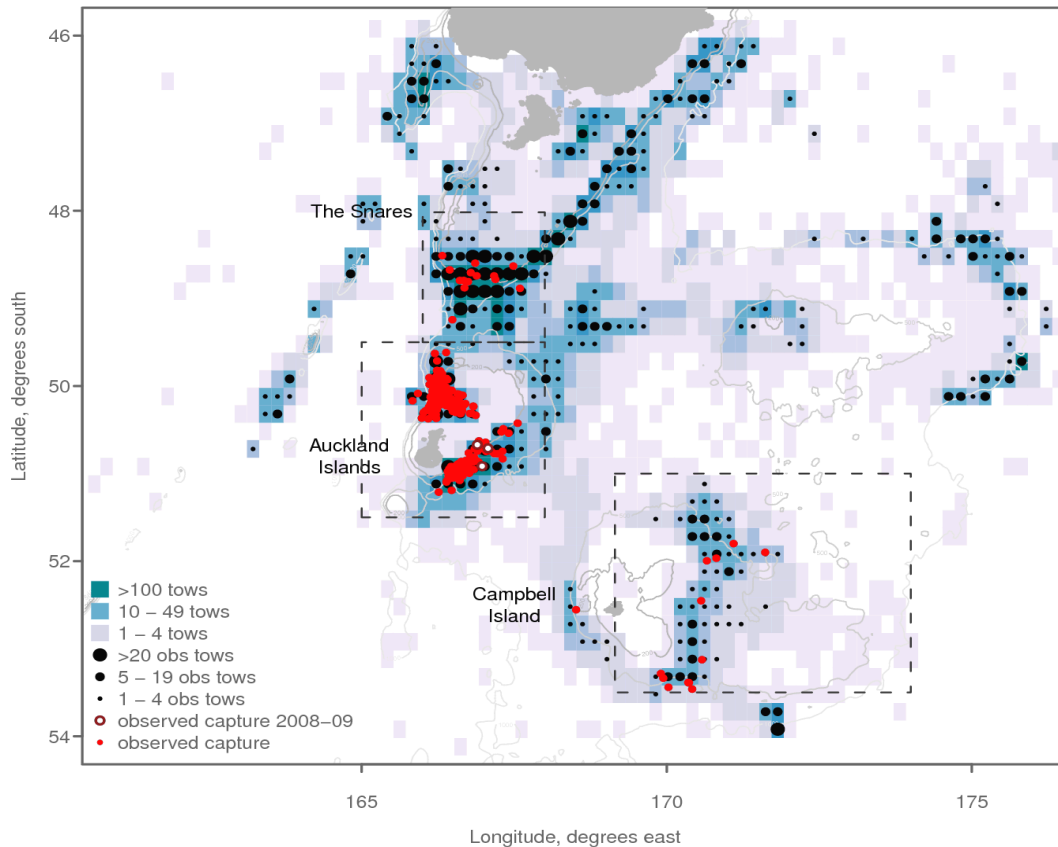 46
48
50
52
54
Latitude, degrees south
The Snares
Auckland
Islands
Campbell
Island
>100 tows
10 − 49 tows
1 − 4 tows
>20 obs tows
5 − 19 obs tows
1 − 4 obs tows
observed capture 2008−09
observed capture
165
170
175
Longitude, degrees east